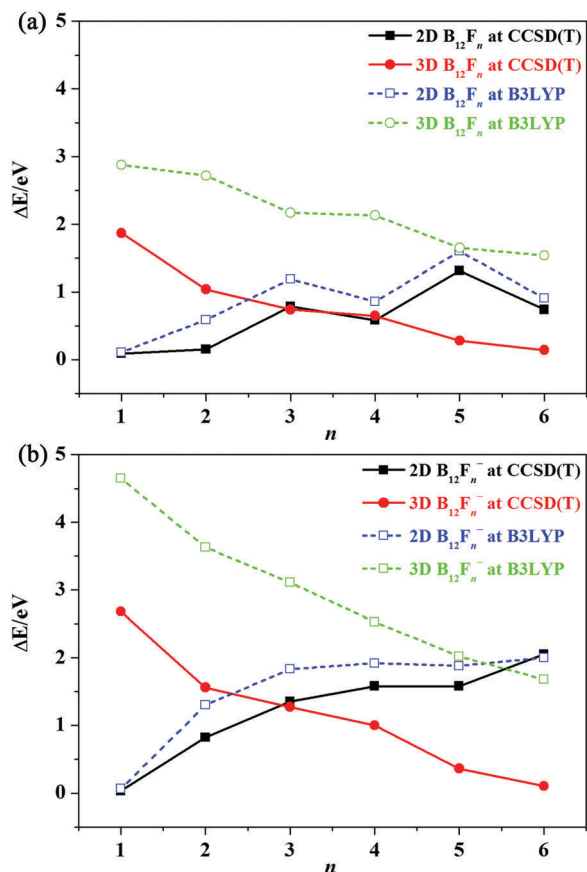 (a)
5
2D B₁₂Fₙ at CCSD(T)
3D B₁₂Fₙ at CCSD(T)
2D B₁₂Fₙ at B3LYP
3D B₁₂Fₙ at B3LYP
4
3
2
1
0
ΔE/eV
1 2 3 4 5 6
n
(b)
5
2D B₁₂Fₙ⁻ at CCSD(T)
3D B₁₂Fₙ⁻ at CCSD(T)
2D B₁₂Fₙ⁻ at B3LYP
3D B₁₂Fₙ⁻ at B3LYP
4
3
2
1
0
ΔE/eV
1 2 3 4 5 6
n